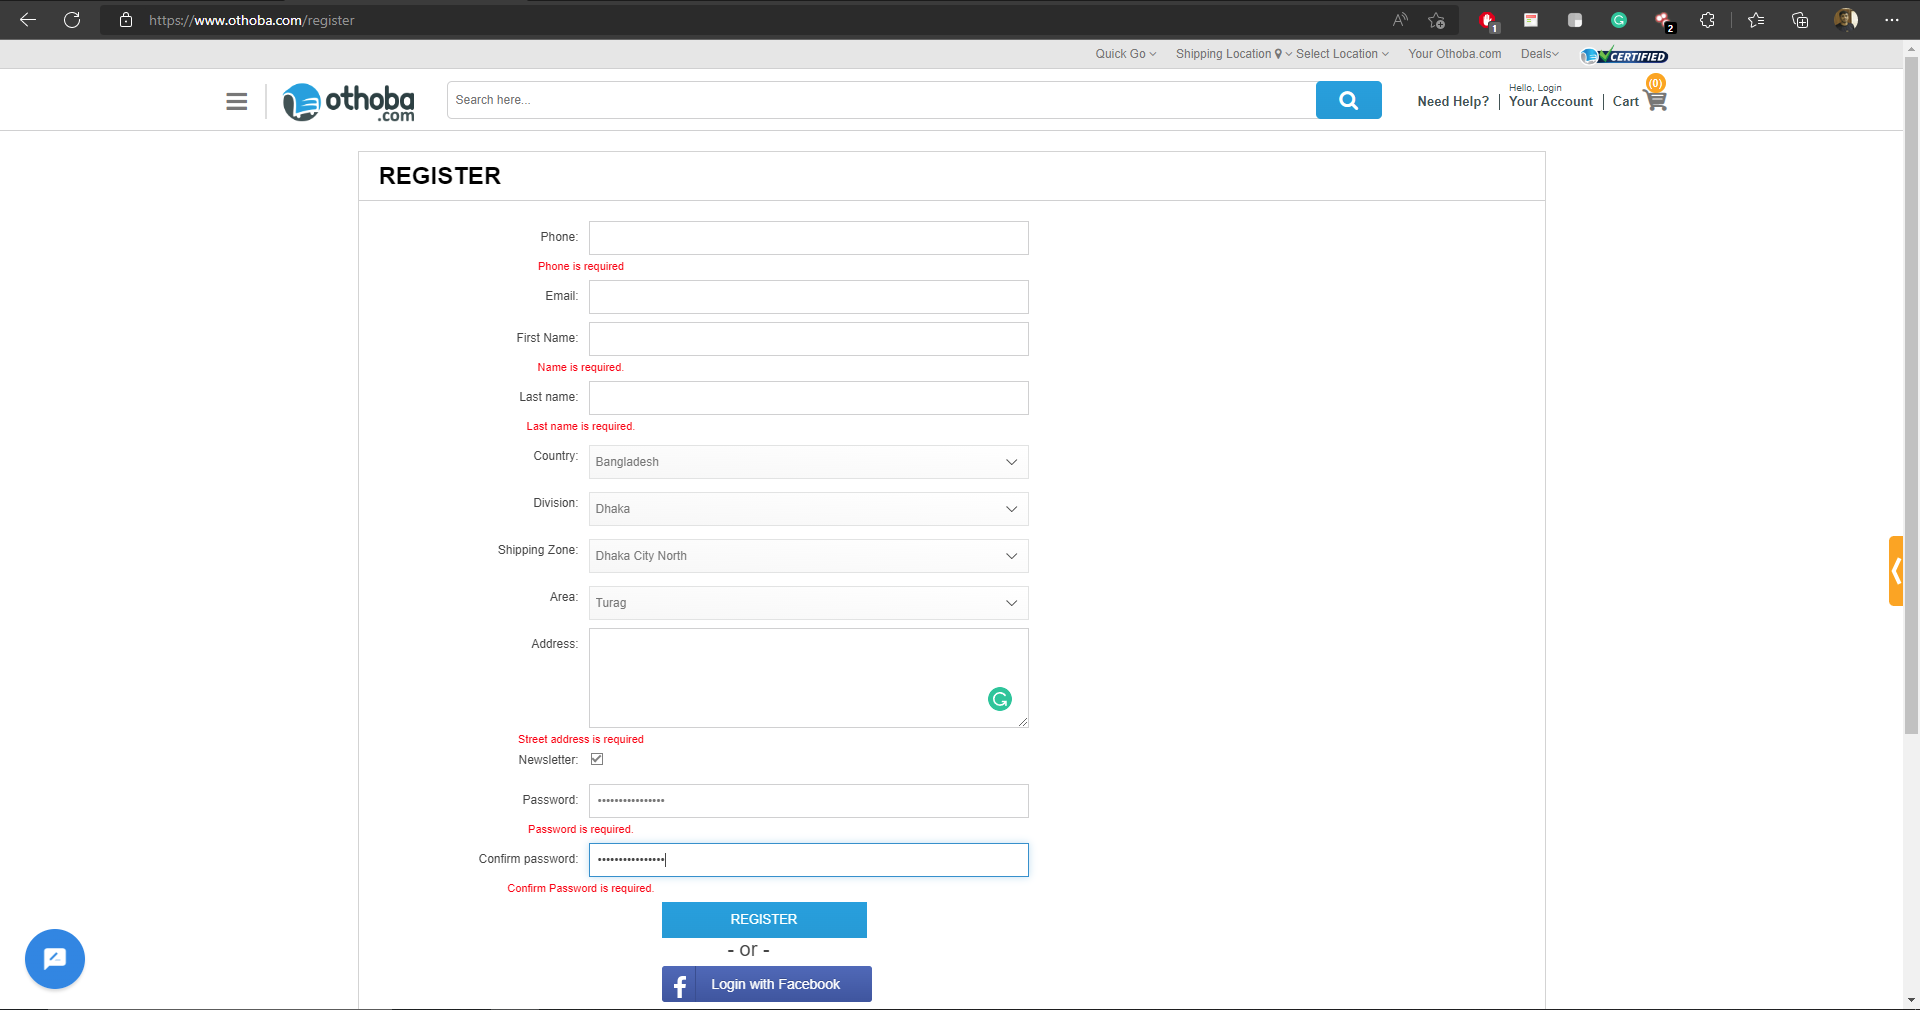 https://www.othoba.com/register
1
2
Quick Go Shipping Location Select Location Your Othoba.com Deals CERTIFIED
othoba
.com
Search here...
Need Help?
Hello, Login
Your Account
Cart
(0)
REGISTER
Phone:
Phone is required
Email:
First Name:
Name is required.
Last name:
Last name is required.
Country: Bangladesh
Division: Dhaka
Shipping Zone: Dhaka City North
Area: Turag
Address:
Street address is required
Newsletter:
Password: ••••••••••••••••
Password is required.
Confirm password: ••••••••••••••••
Confirm Password is required.
REGISTER
- or -
Login with Facebook